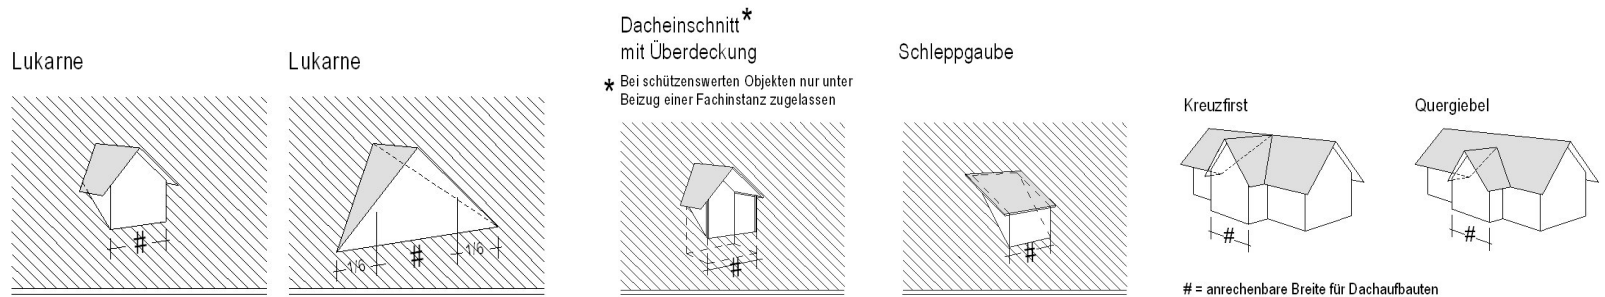 Lukarne
#
Lukarne
1/6
#
1/6
Dacheinschnitt*
mit Überdeckung
* Bei schützenswerten Objekten nur unter
Beizug einer Fachinstanz zugelassen
#
Schleppgaube
#
Kreuzfirst
#
Quergiebel
#
# = anrechenbare Breite für Dachaufbauten